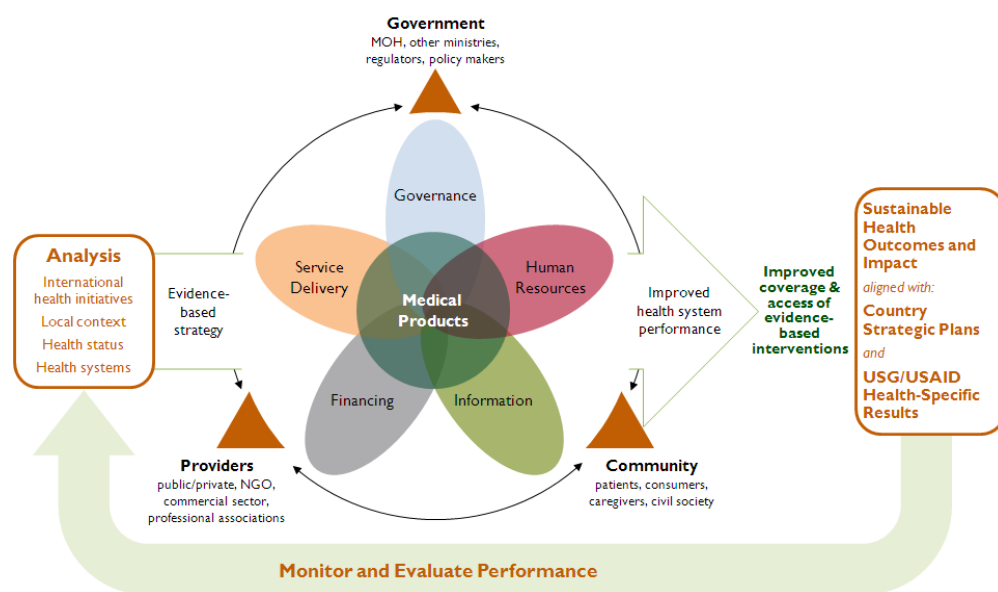 Government
MOH, other ministries,
regulators, policy makers
Governance
Service
Delivery
Human
Resources
Medical
Products
Financing
Information
Analysis
International
health initiatives
Local context
Health status
Health systems
Evidence-
based
strategy
Improved
health system
performance
Improved
coverage &
access of
evidence-
based
interventions
Sustainable
Health
Outcomes and
Impact
aligned with:
Country
Strategic Plans
and
USG/USAID
Health-Specific
Results
Providers
public/private, NGO,
commercial sector,
professional associations
Community
patients, consumers,
caregivers, civil society
Monitor and Evaluate Performance